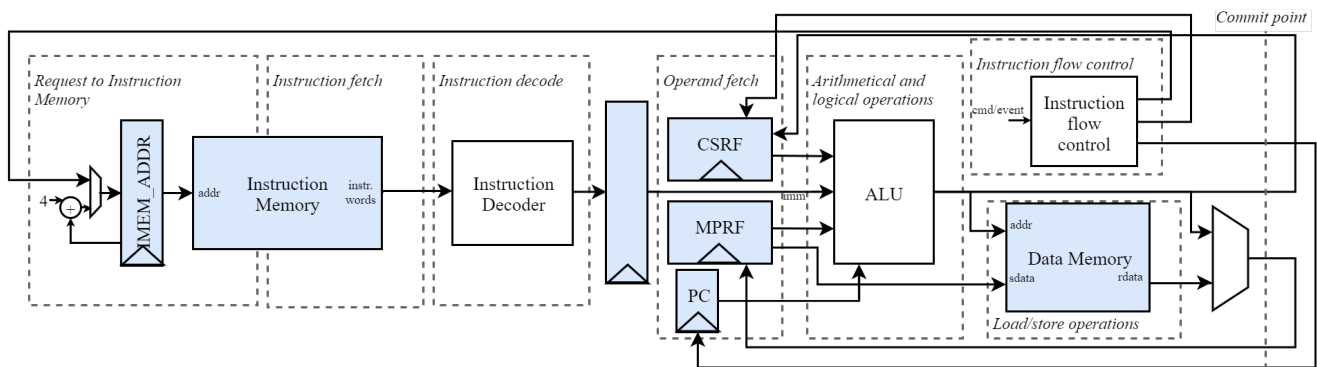 Commit point
Request to Instruction
Memory
Instruction fetch
Instruction decode
Operand fetch
Arithmetical and
logical operations
Instruction flow control
cmd/event
Instruction
flow
control
CSRF
4
IMEM_ADDR
addr
Instruction
Memory
instr.
words
Instruction
Decoder
imm
ALU
MPRF
PC
addr
Data Memory
sdata
rdata
Load/store operations